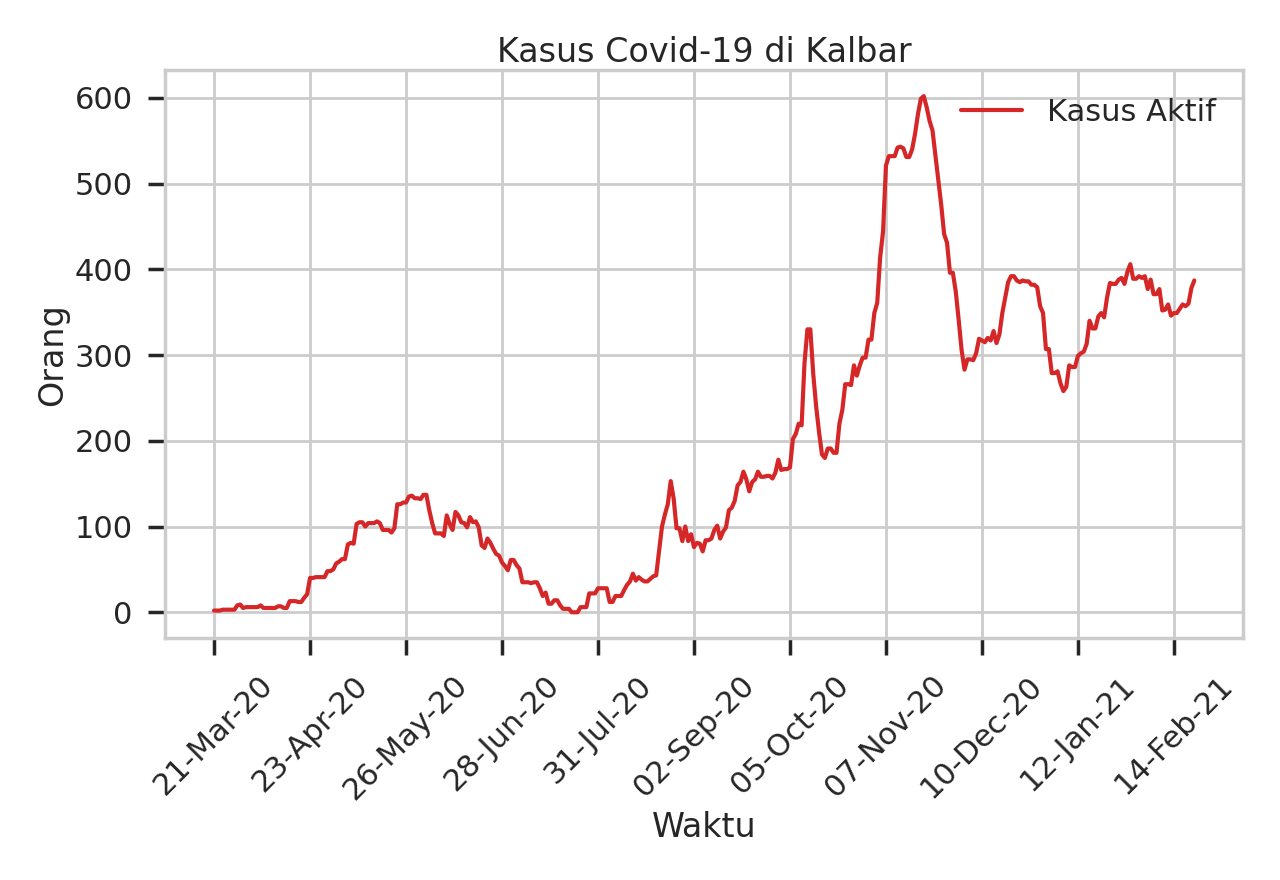 Kasus Covid-19 di Kalbar
Kasus Aktif
Orang
600
500
400
300
200
100
0
21-Mar-20
23-Apr-20
26-May-20
28-Jun-20
31-Jul-20
02-Sep-20
05-Oct-20
07-Nov-20
10-Dec-20
12-Jan-21
14-Feb-21
Waktu